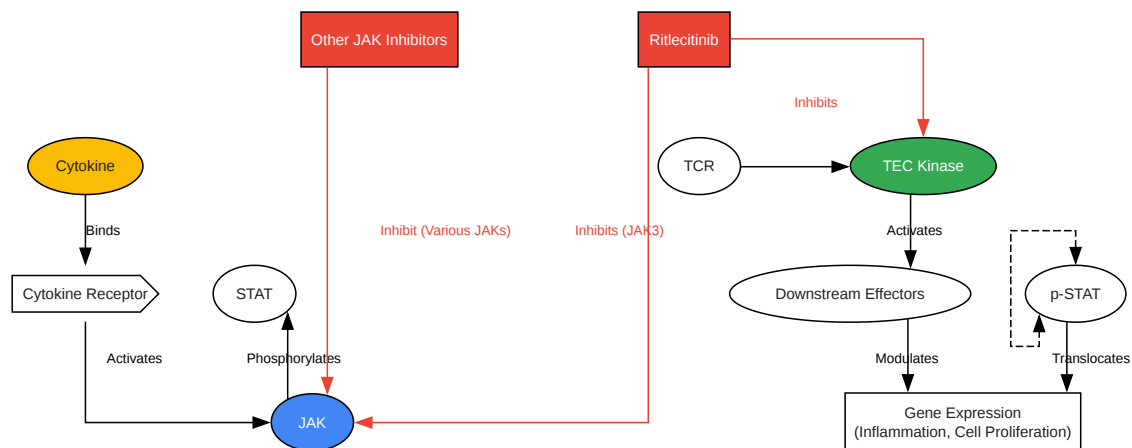 Other JAK Inhibitors
Ritlecitinib
Inhibits
Cytokine
TCR
TEC Kinase
Binds
Inhibit (Various JAKs)
Inhibits (JAK3)
Activates
Cytokine Receptor
STAT
Downstream Effectors
p-STAT
Activates
Phosphorylates
Modulates
Translocates
JAK
Gene Expression
(Inflammation, Cell Proliferation)